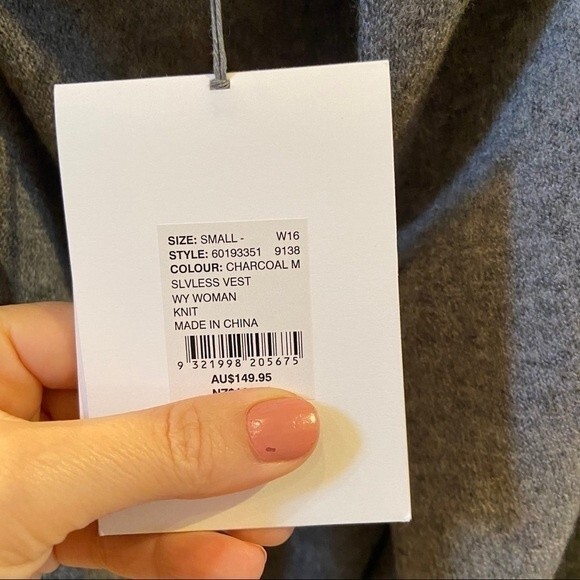 SIZE: SMALL - W16
STYLE: 60193351 9138
COLOUR: CHARCOAL M
SLVLESS VEST
WY WOMAN
KNIT
MADE IN CHINA
9 321998 205675
AU$149.95